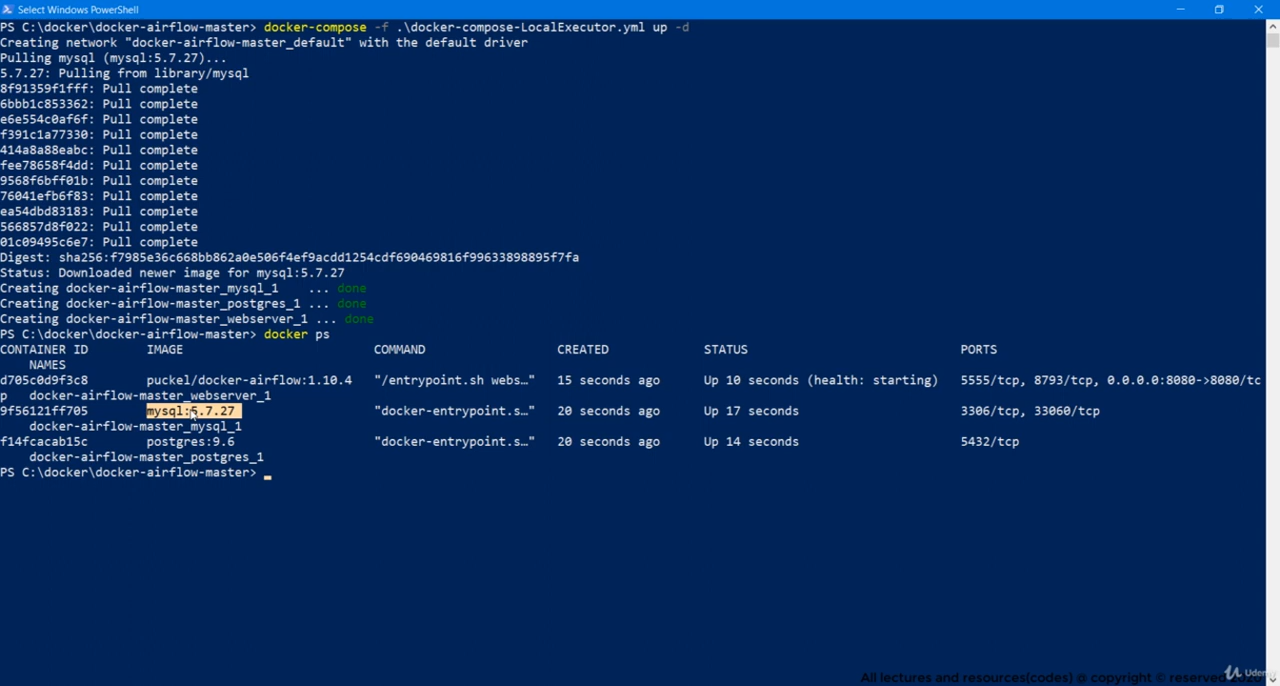 Select Windows PowerShell
PS C:\docker\docker-airflow-master> docker-compose -f .\docker-compose-LocalExecutor.yml up -d
Creating network "docker-airflow-master_default" with the default driver
Pulling mysql (mysql:5.7.27)...
5.7.27: Pulling from library/mysql
8f91359f1fff: Pull complete
6bbb1c853362: Pull complete
e6e554c0af6f: Pull complete
f391c1a77330: Pull complete
414a8a88eabc: Pull complete
fee78658f4dd: Pull complete
9568f6bff01b: Pull complete
76041efb6f83: Pull complete
ea54dbd83183: Pull complete
566857d8f022: Pull complete
01c09495c6e7: Pull complete
Digest: sha256:f7985e36c668bb862a0e506f4ef9acdd1254cdf690469816f99633898895f7fa
Status: Downloaded newer image for mysql:5.7.27
Creating docker-airflow-master_mysql_1    ... done
Creating docker-airflow-master_postgres_1 ... done
Creating docker-airflow-master_webserver_1 ... done
PS C:\docker\docker-airflow-master> docker ps
CONTAINER ID IMAGE COMMAND CREATED STATUS PORTS
NAMES
d705c0d9f3c8 puckel/docker-airflow:1.10.4 "/entrypoint.sh webs…" 15 seconds ago Up 10 seconds (health: starting) 5555/tcp, 8793/tcp, 0.0.0.0:8080->8080/tc
p docker-airflow-master_webserver_1
9f56121ff705 mysql:5.7.27 "docker-entrypoint.s…" 20 seconds ago Up 17 seconds 3306/tcp, 33060/tcp
docker-airflow-master_mysql_1
f14fcacab15c postgres:9.6 "docker-entrypoint.s…" 20 seconds ago Up 14 seconds 5432/tcp
docker-airflow-master_postgres_1
PS C:\docker\docker-airflow-master>
All lectures and resources(codes) @ copyright © reserved